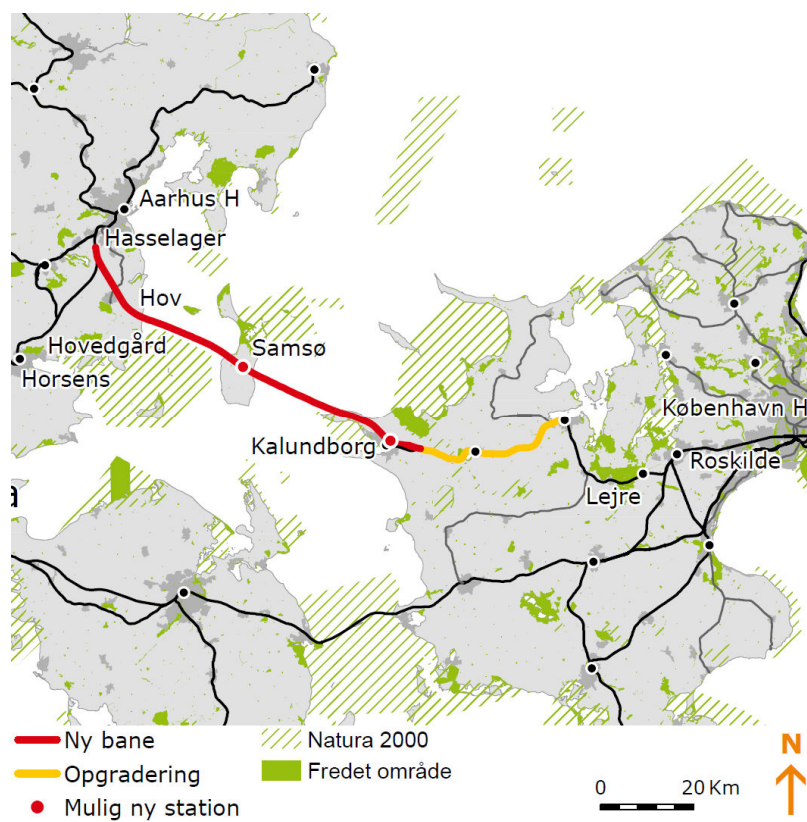 Aarhus H
Hasselager
Hov
Hovedgård
Samsø
Horsens
København H
Kalundborg
Roskilde
Lejre
a
Ny bane
Natura 2000
N
Opgradering
Fredet område
0 20 Km
Mulig ny station